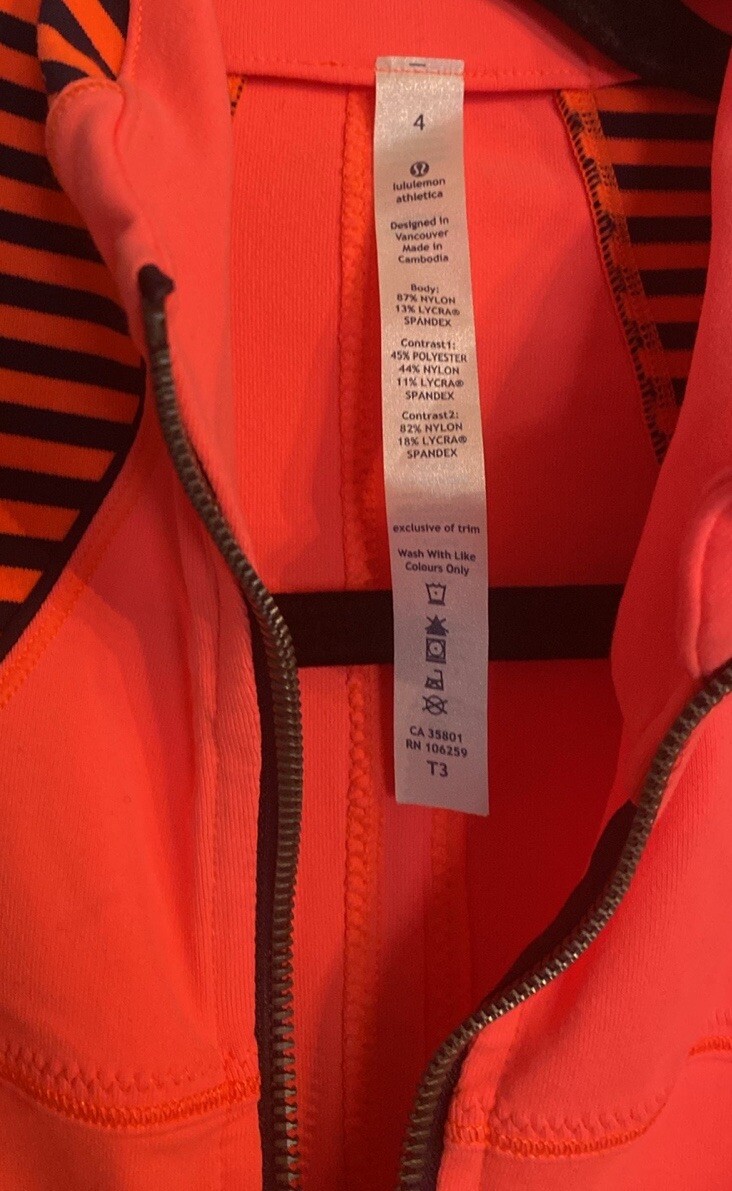 4
lululemon
athletica
Designed in
Vancouver
Made in
Cambodia
Body:
87% NYLON
13% LYCRA®
SPANDEX
Contrast1:
45% POLYESTER
44% NYLON
11% LYCRA®
SPANDEX
Contrast2:
82% NYLON
18% LYCRA®
SPANDEX
exclusive of trim
Wash With Like
Colours Only
CA 35801
RN 106259
T3